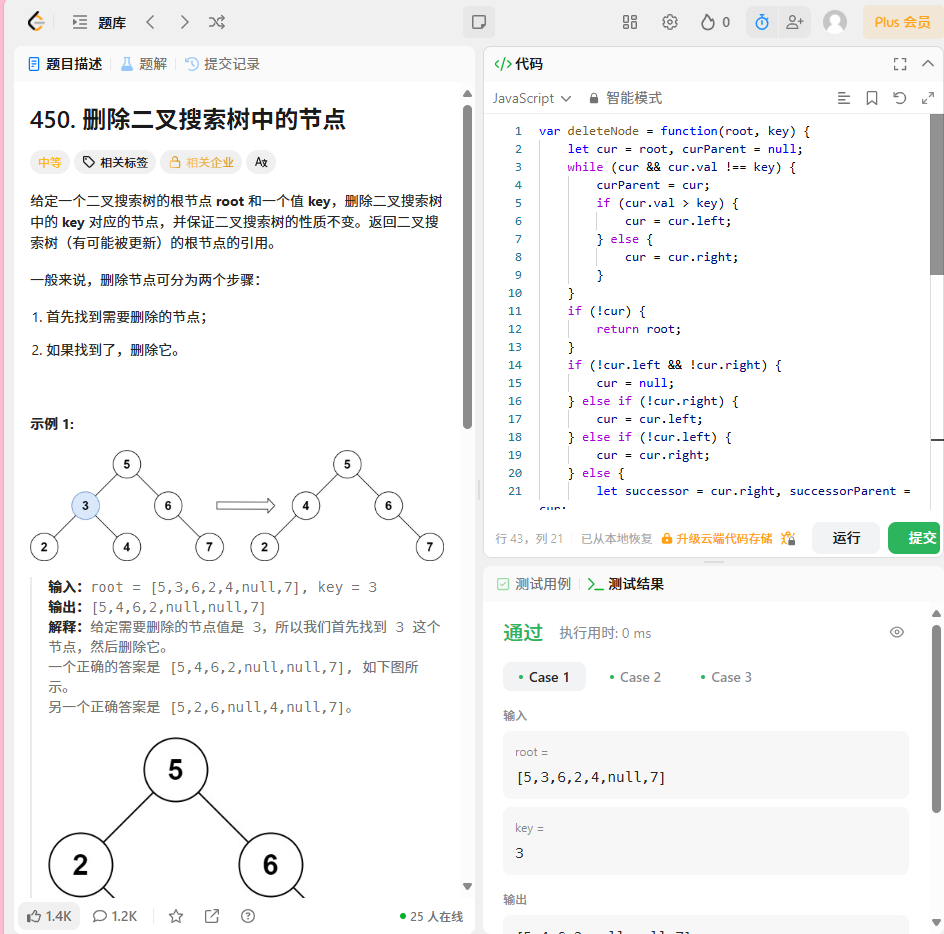 题库
0
Plus 会员
题目描述
题解
提交记录
450. 删除二叉搜索树中的节点
中等
相关标签
相关企业
给定一个二叉搜索树的根节点 root 和一个值 key，删除二叉搜索树
中的 key 对应的节点，并保证二叉搜索树的性质不变。返回二叉搜
索树（有可能被更新）的根节点的引用。
一般来说，删除节点可分为两个步骤：
1. 首先找到需要删除的节点；
2. 如果找到了，删除它。
示例 1:
5
5
3
6
4
6
2
4
7
2
7
输入：root = [5,3,6,2,4,null,7], key = 3
输出：[5,4,6,2,null,null,7]
解释：给定需要删除的节点值是 3，所以我们首先找到 3 这个
节点，然后删除它。
一个正确的答案是 [5,4,6,2,null,null,7], 如下图所
示。
另一个正确答案是 [5,2,6,null,4,null,7]。
5
2
6
1.4K
1.2K
25 人在线
</> 代码
JavaScript
智能模式
1 var deleteNode = function(root, key) {
2 let cur = root, curParent = null;
3 while (cur && cur.val !== key) {
4 curParent = cur;
5 if (cur.val > key) {
6 cur = cur.left;
7 } else {
8 cur = cur.right;
9 }
10 }
11 if (!cur) {
12 return root;
13 }
14 if (!cur.left && !cur.right) {
15 cur = null;
16 } else if (!cur.right) {
17 cur = cur.left;
18 } else if (!cur.left) {
19 cur = cur.right;
20 } else {
21 let successor = cur.right, successorParent =
cur;
行 43，列 21
已从本地恢复
升级云端代码存储
运行
提交
测试用例
测试结果
通过
执行用时: 0 ms
Case 1
Case 2
Case 3
输入
root =
[5,3,6,2,4,null,7]
key =
3
输出
[5,4,6,2,null,null,7]